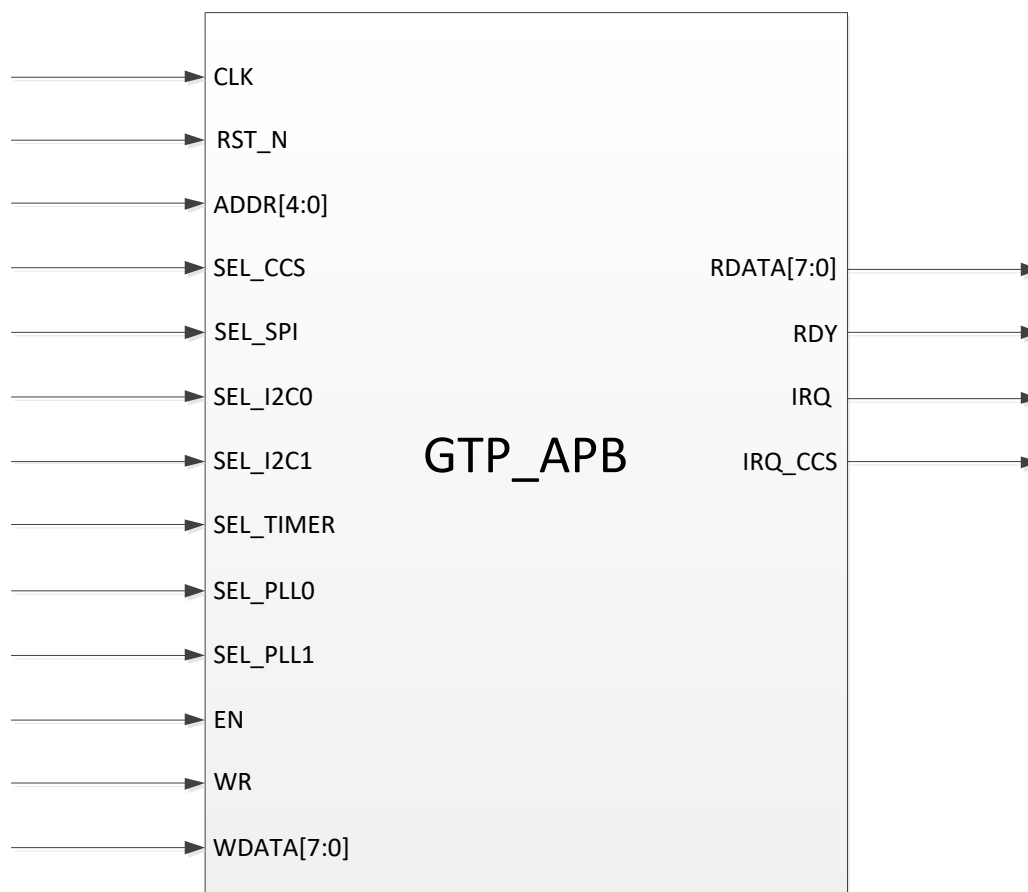 CLK
RST_N
ADDR[4:0]
SEL_CCS
SEL_SPI
SEL_I2C0
SEL_I2C1
SEL_TIMER
SEL_PLL0
SEL_PLL1
EN
WR
WDATA[7:0]
GTP_APB
RDATA[7:0]
RDY
IRQ
IRQ_CCS